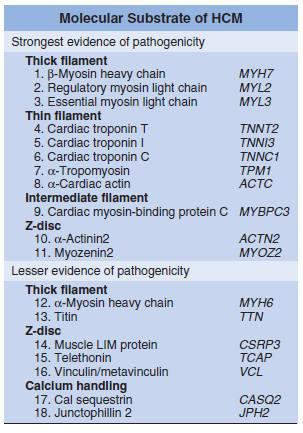 Molecular Substrate of HCM
Strongest evidence of pathogenicity
Thick filament
1. β-Myosin heavy chain MYH7
2. Regulatory myosin light chain MYL2
3. Essential myosin light chain MYL3
Thin filament
4. Cardiac troponin T TNNT2
5. Cardiac troponin I TNNI3
6. Cardiac troponin C TNNC1
7. α-Tropomyosin TPM1
8. α-Cardiac actin ACTC
Intermediate filament
9. Cardiac myosin-binding protein C MYBPC3
Z-disc
10. α-Actinin2 ACTN2
11. Myozenin2 MYOZ2
Lesser evidence of pathogenicity
Thick filament
12. α-Myosin heavy chain MYH6
13. Titin TTN
Z-disc
14. Muscle LIM protein CSRP3
15. Telethonin TCAP
16. Vinculin/metavinculin VCL
Calcium handling
17. Cal sequestrin CASQ2
18. Junctophillin 2 JPH2